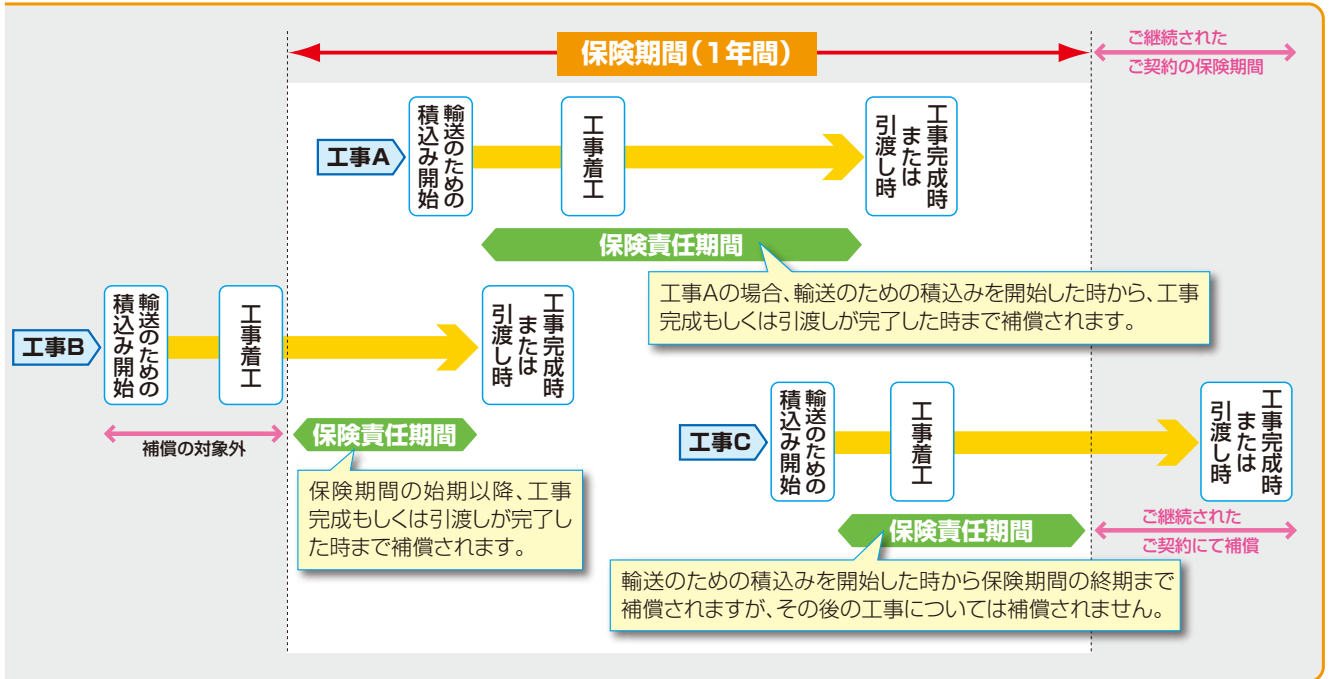 保険期間(1年間)
ご継続された
ご契約の保険期間
工事A
輸送のための
積込み開始
工事着工
工事完成時
または
引渡し時
保険責任期間
工事Aの場合、輸送のための積込みを開始した時から、工事
完成もしくは引渡しが完了した時まで補償されます。
工事B
輸送のための
積込み開始
工事着工
工事完成時
または
引渡し時
補償の対象外
保険責任期間
保険期間の始期以降、工事
完成もしくは引渡しが完了し
た時まで補償されます。
工事C
輸送のための
積込み開始
工事着工
工事完成時
または
引渡し時
保険責任期間
ご継続された
ご契約にて補償
輸送のための積込みを開始した時から保険期間の終期まで
補償されますが、その後の工事については補償されません。